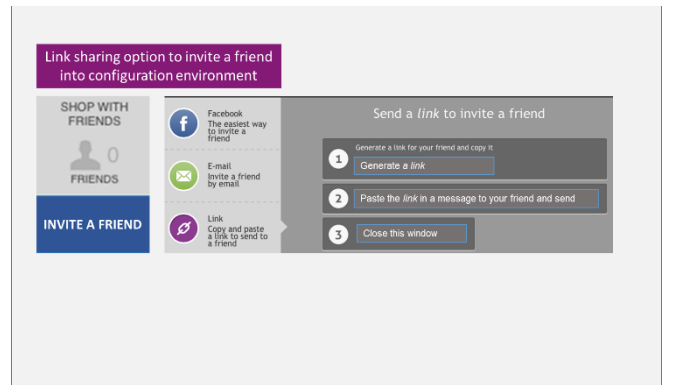 Link sharing option to invite a friend
into configuration environment
SHOP WITH
FRIENDS
0
FRIENDS
INVITE A FRIEND
f
Facebook
The easiest way
to invite a
friend
E-mail
Invite a friend
by email
Link
Copy and paste
a link to send to
a friend
Send a link to invite a friend
1
Generate a link for your friend and copy it
Generate a link
2
Paste the link in a message to your friend and send
3
Close this window